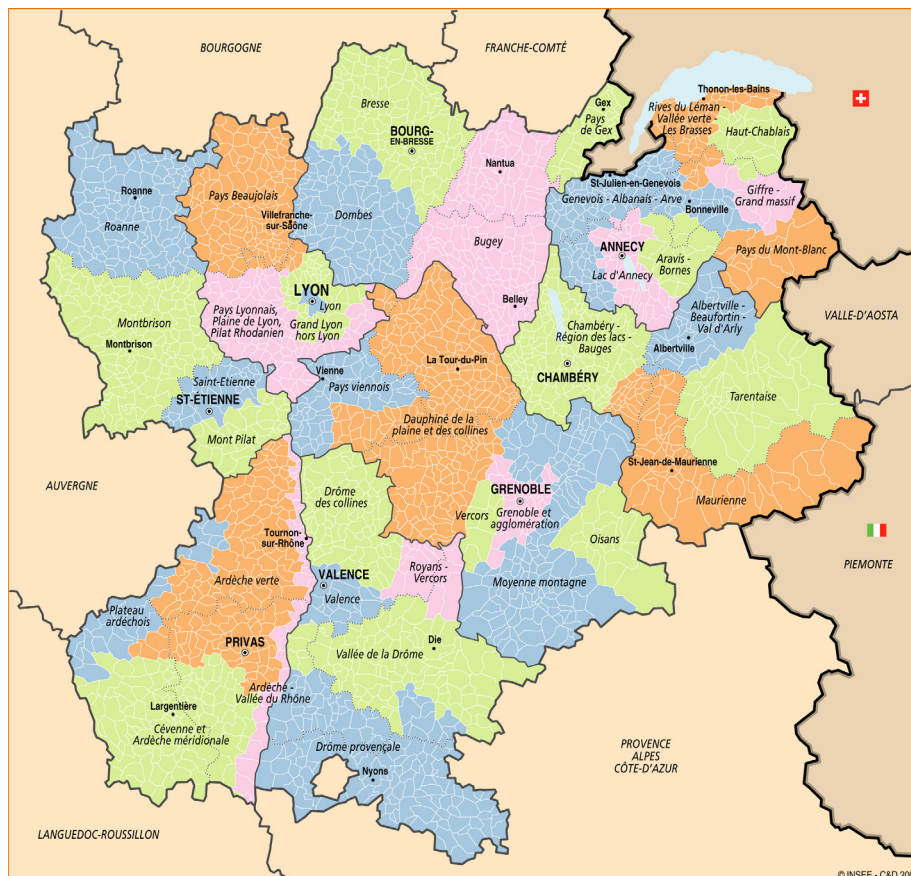 BOURGOGNE
FRANCHE-COMTÉ
Thonon-les-Bains
Rives du Léman -
Vallée verte -
Les Brasses
Haut-Chablais
Gex
Pays
de Gex
Bresse
BOURG-
EN-BRESSE
Nantua
St-Julien-en-Genevois
Genevois - Albanais - Arve
Bonneville
Giffre -
Grand massif
Roanne
Roanne
Pays Beaujolais
Villefranche-
sur-Saône
Dombes
Bugey
ANNECY
Lac d'Annecy
Aravis -
Bornes
Pays du Mont-Blanc
LYON
Lyon
Grand Lyon
hors Lyon
Pays Lyonnais,
Plaine de Lyon,
Pilat Rhodanien
Belley
Montbrison
Montbrison
Chambéry -
Région des lacs -
Bauges
CHAMBÉRY
Albertville -
Beaufortin -
Val d'Arly
Albertville
VALLE-D'AOSTA
La Tour-du-Pin
Vienne
Pays viennois
Saint-Etienne
ST-ÉTIENNE
Tarentaise
Mont Pilat
Dauphiné de la
plaine et des collines
St-Jean-de-Maurienne
Maurienne
AUVERGNE
Drôme
des collines
GRENOBLE
Grenoble et
agglomération
Vercors
Oisans
Tournon-
sur-Rhône
Ardèche verte
VALENCE
Valence
Royans -
Vercors
Moyenne montagne
PIEMONTE
Plateau
ardéchois
PRIVAS
Die
Vallée de la Drôme
Ardèche -
Vallée du Rhône
Largentière
Cévenne et
Ardèche méridionale
Drôme provençale
Nyons
PROVENCE
ALPES
CÔTE-D'AZUR
LANGUEDOC-ROUSSILLON
© INSEE - C&D